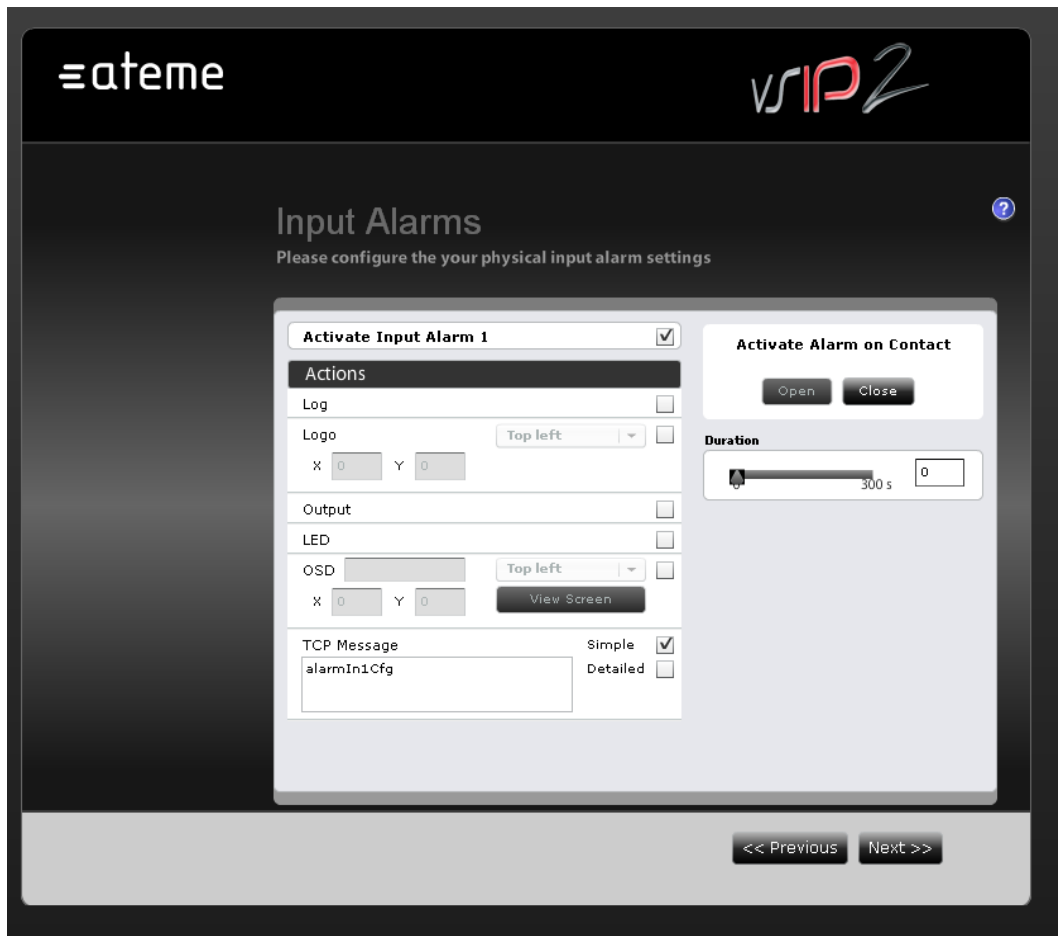 ateme
vsIP2
Input Alarms
Please configure the your physical input alarm settings
Activate Input Alarm 1
Actions
Log
Logo Top left
X 0 Y 0
Output
LED
OSD Top left
X 0 Y 0 View Screen
TCP Message Simple
alarmIn1Cfg Detailed
Activate Alarm on Contact
Open Close
Duration
0 300 s 0
<< Previous Next >>